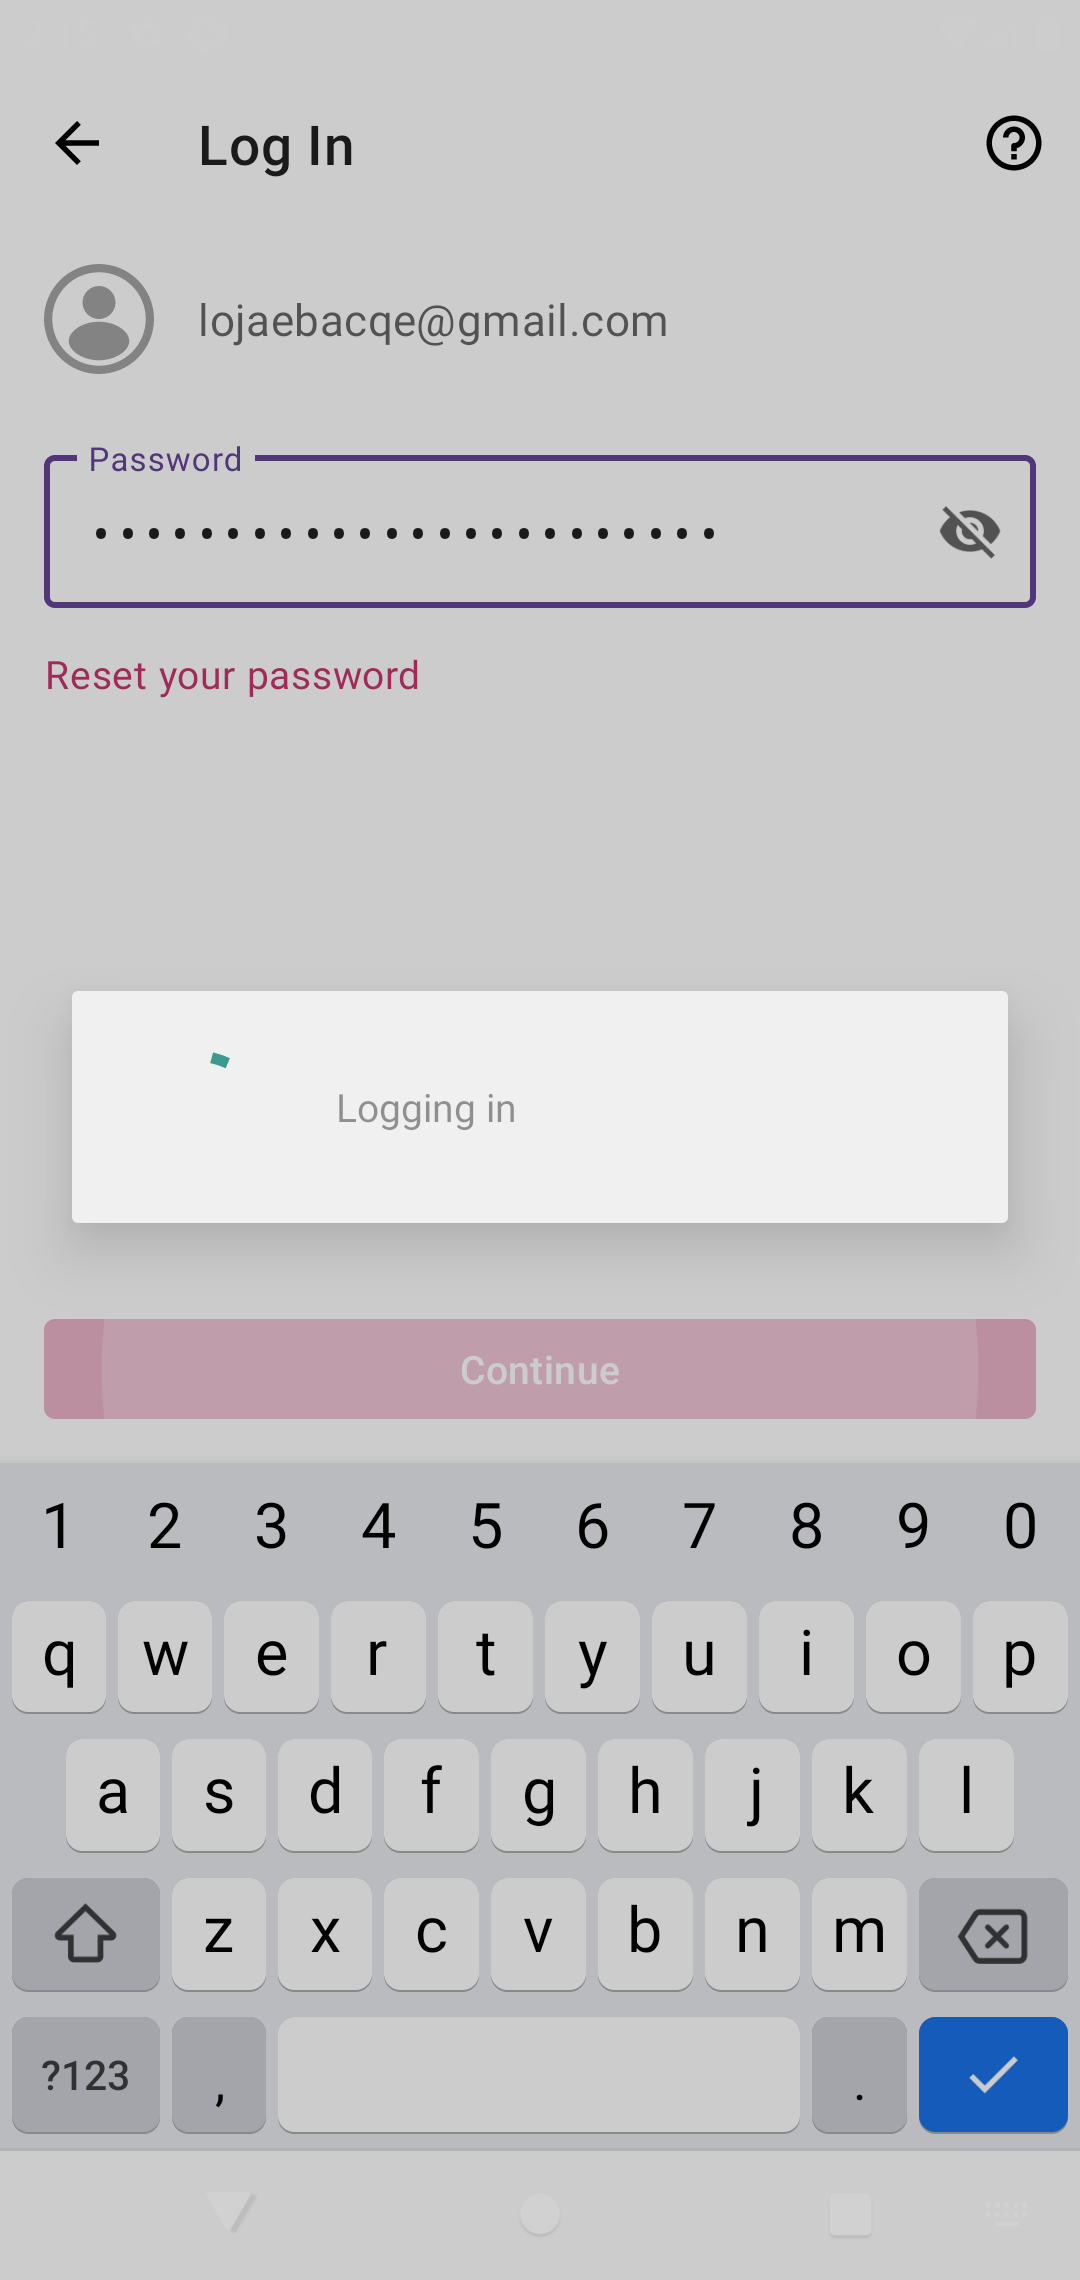 Log In
lojaebacqe@gmail.com
Password
Reset your password
Logging in
Continue
1 2 3 4 5 6 7 8 9 0
q w e r t y u i o p
a s d f g h j k l
z x c v b n m
?123 , .